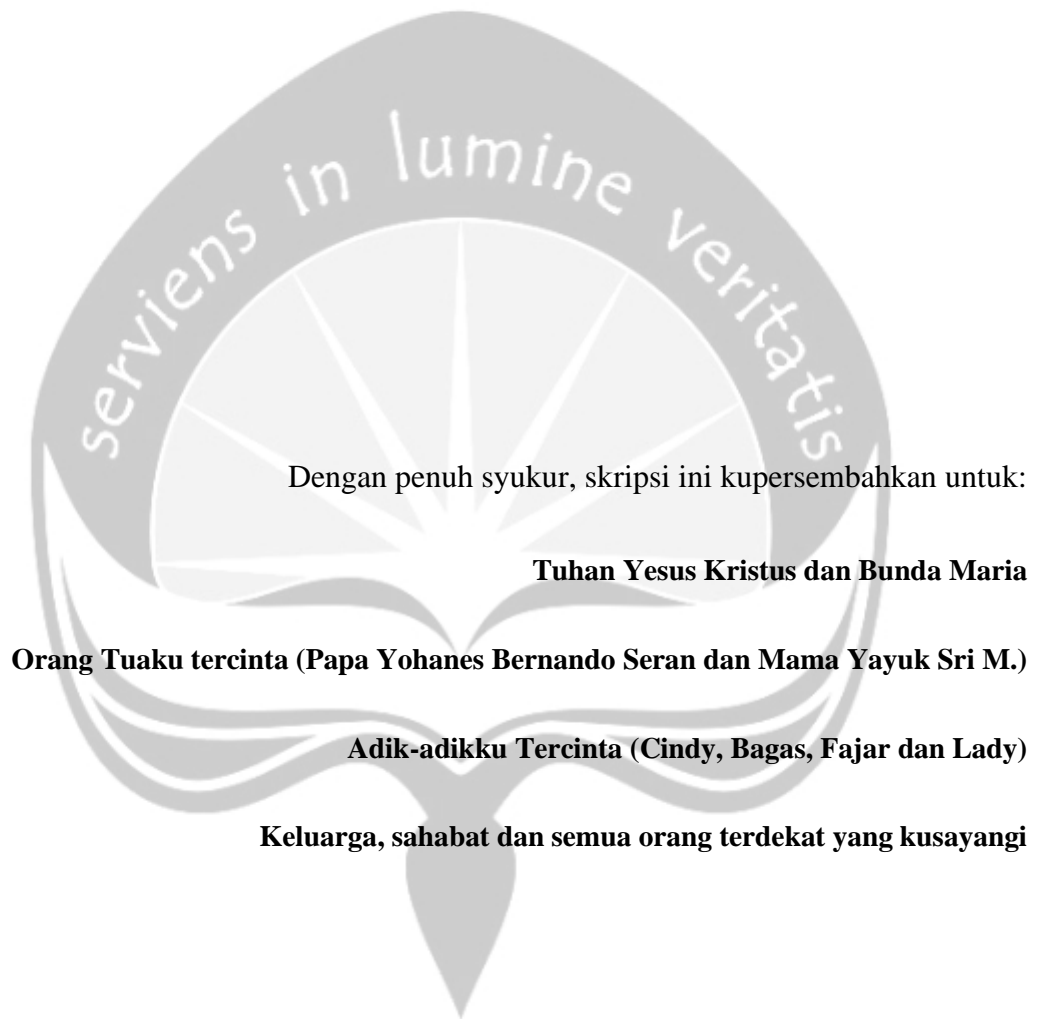 serviens in lumine veritatis
Dengan penuh syukur, skripsi ini kupersembahkan untuk:
Tuhan Yesus Kristus dan Bunda Maria
Orang Tuaku tercinta (Papa Yohanes Bernando Seran dan Mama Yayuk Sri M.)
Adik-adikku Tercinta (Cindy, Bagas, Fajar dan Lady)
Keluarga, sahabat dan semua orang terdekat yang kusayangi